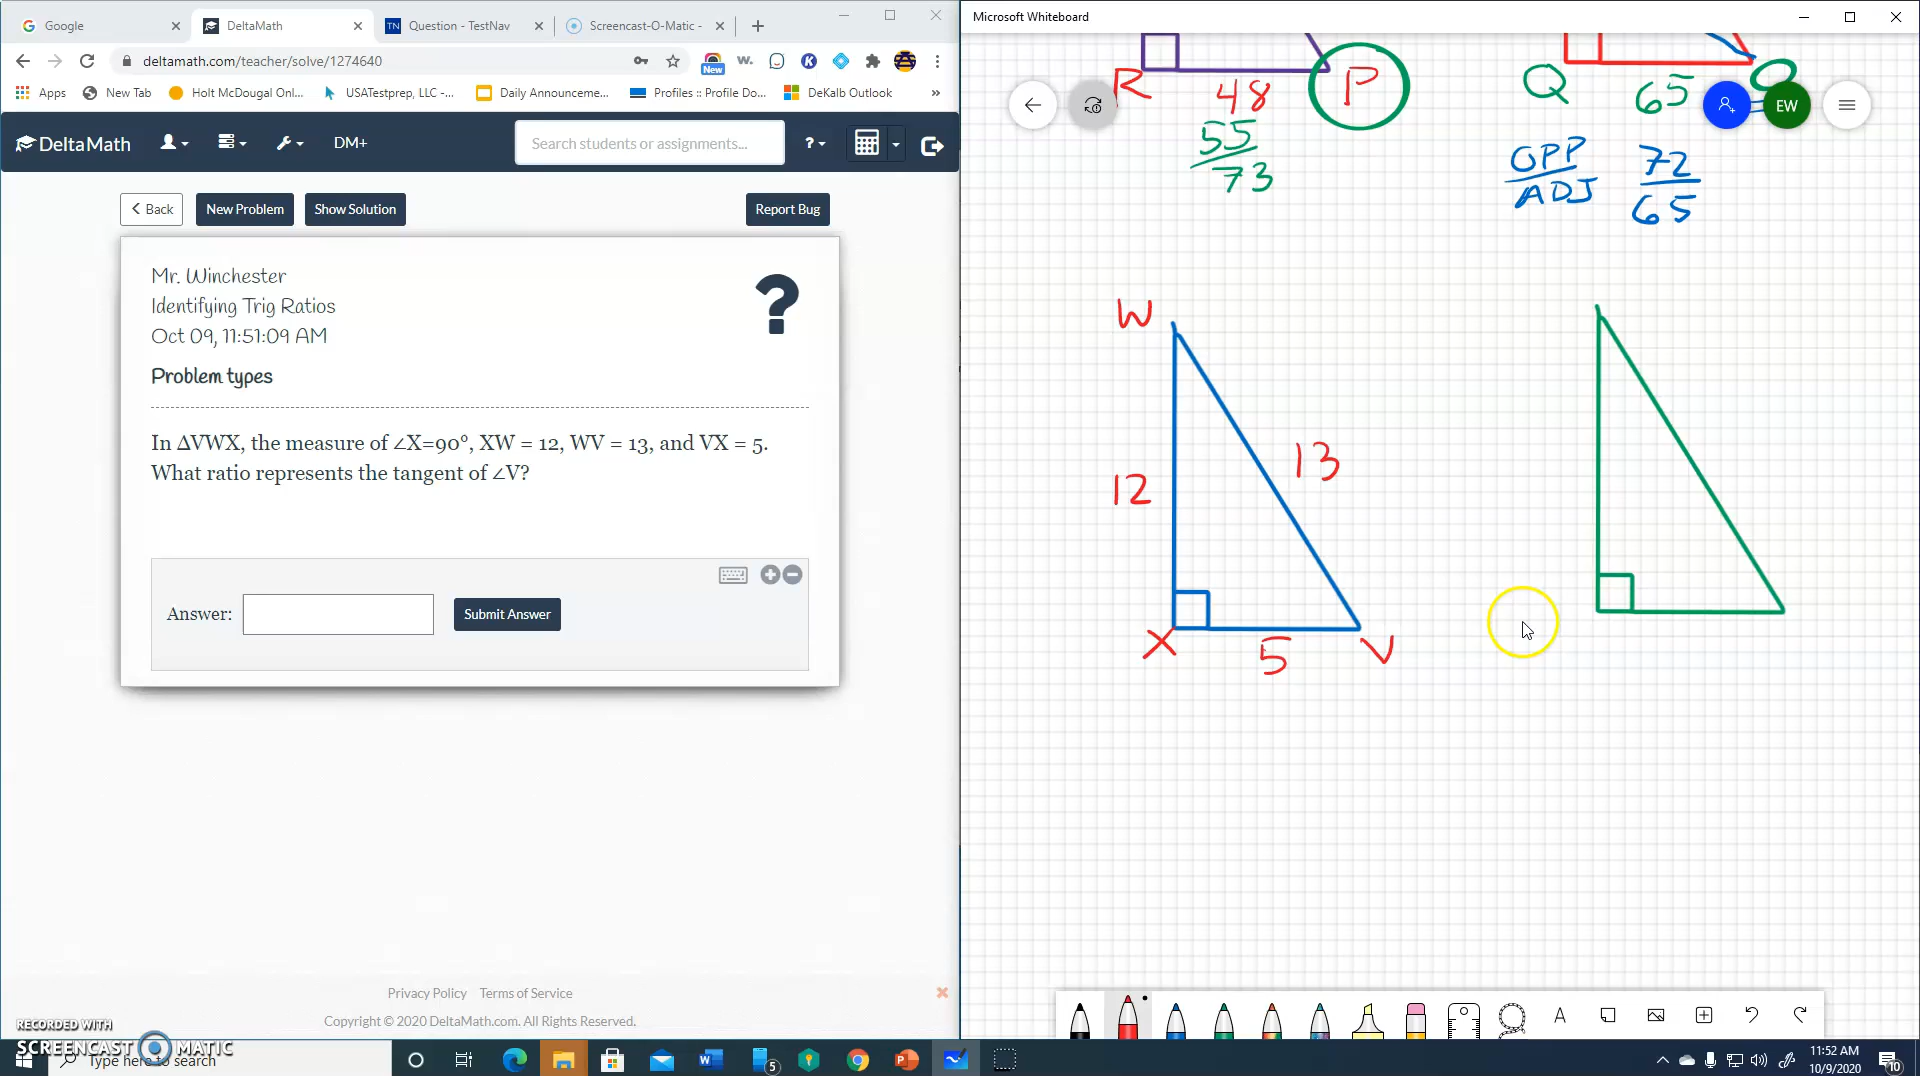 Google
DeltaMath
TN Question - TestNav
Screencast-O-Matic -
deltamath.com/teacher/solve/1274640
New
W.
K
Apps
New Tab
Holt McDougal Onl...
USATestprep, LLC -...
Daily Announceme...
Profiles :: Profile Do...
DeKalb Outlook
»
DeltaMath
DM+
Search students or assignments...
?
Back
New Problem
Show Solution
Report Bug
Mr. Winchester
Identifying Trig Ratios
Oct 09, 11:51:09 AM
?
Problem types
In ΔVWX, the measure of ∠X=90°, XW = 12, WV = 13, and VX = 5.
What ratio represents the tangent of ∠V?
Answer:
Submit Answer
Privacy Policy
Terms of Service
Copyright © 2020 DeltaMath.com. All Rights Reserved.
RECORDED WITH
SCREENCAST MATIC
Type here to search
Microsoft Whiteboard
R
48
P
55
73
Q
65
EW
OPP
ADJ
72
65
W
12
13
X
5
V
A
5
11:52 AM
10/9/2020
10